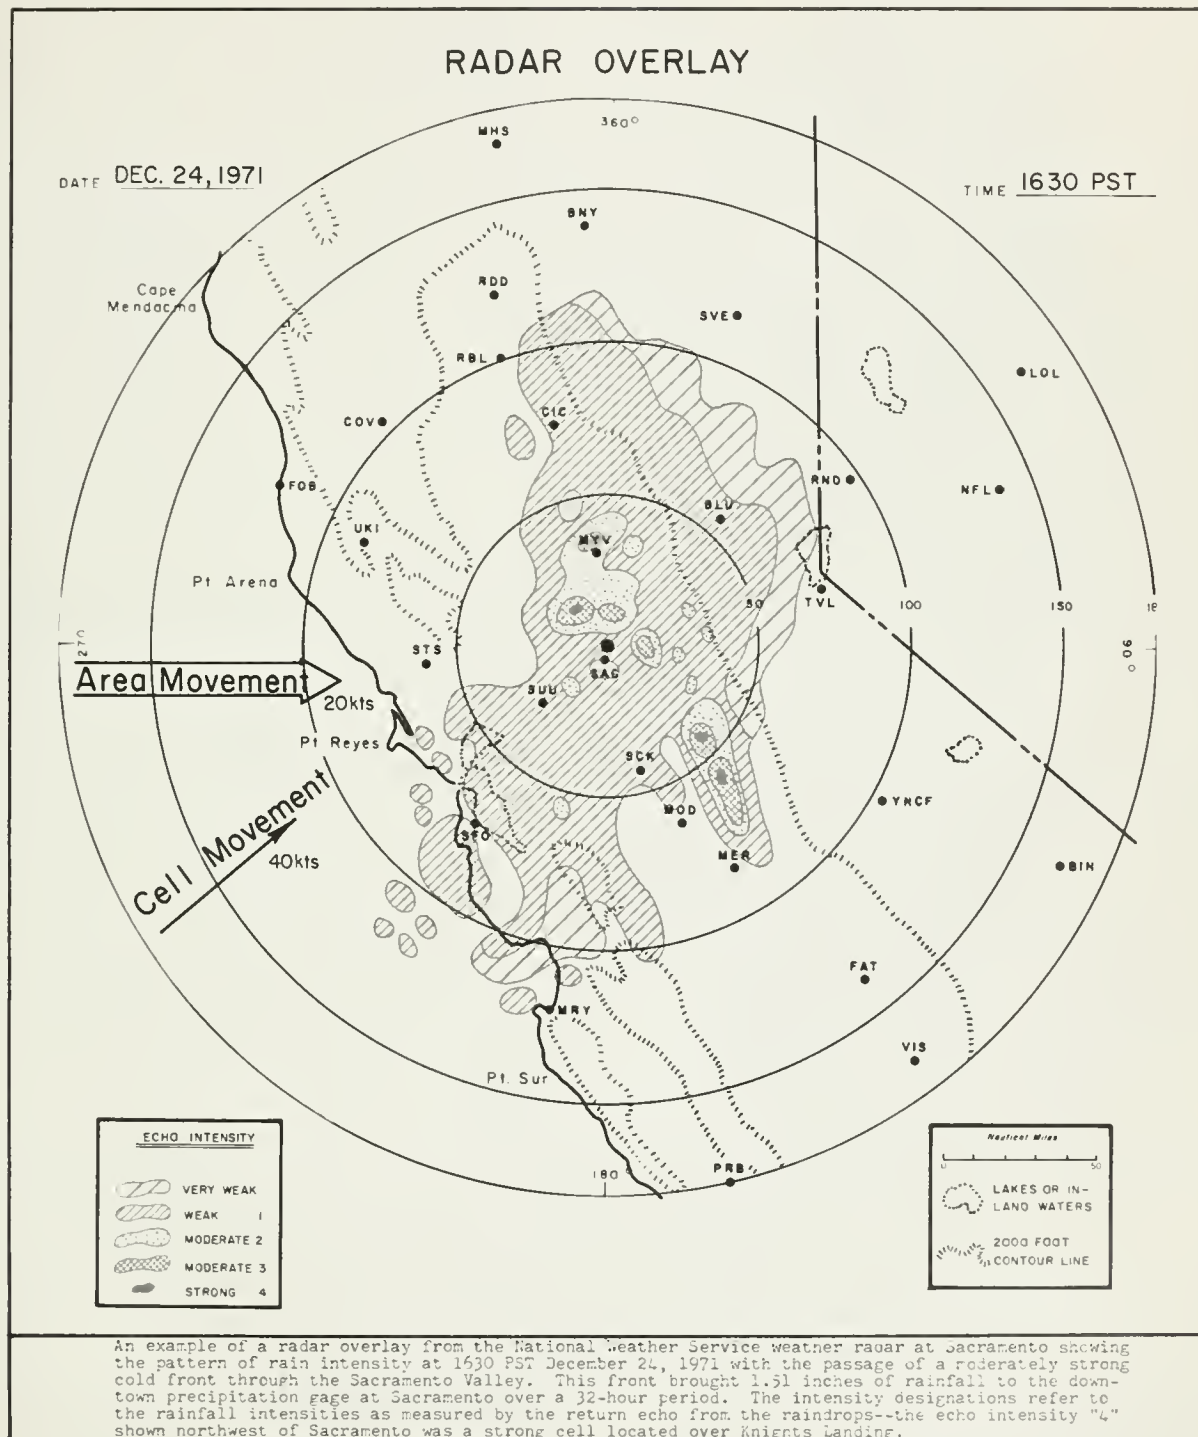 RADAR OVERLAY
DATE DEC. 24, 1971
TIME 1630 PST
360°
MHS
BNY
RDD
Cape
Mendocina
SVE
RBL
LOL
COV
CIC
FOB
RND
NFL
BLU
UKI
MYV
Pt Arena
TVL
50
100
150
18
270
90°
STS
SAC
Area Movement
20kts
SUU
Pt Reyes
SCK
Cell Movement
40kts
SFO
MOD
YNCF
MER
BIH
FAT
MRY
VIS
Pt. Sur
180°
PRB
ECHO INTENSITY
VERY WEAK
WEAK 1
MODERATE 2
MODERATE 3
STRONG 4
Nautical Miles
0 50
LAKES OR IN-
LAND WATERS
2000 FOOT
CONTOUR LINE
An example of a radar overlay from the National Weather Service weather radar at Sacramento showing
the pattern of rain intensity at 1630 PST December 24, 1971 with the passage of a moderately strong
cold front through the Sacramento Valley. This front brought 1.51 inches of rainfall to the down-
town precipitation gage at Sacramento over a 32-hour period. The intensity designations refer to
the rainfall intensities as measured by the return echo from the raindrops--the echo intensity "4"
shown northwest of Sacramento was a strong cell located over Knights Landing.